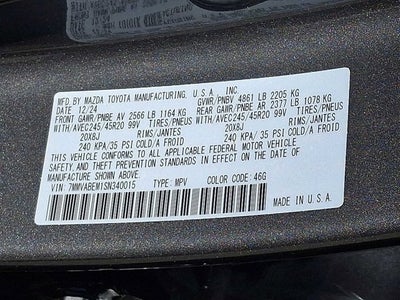 MFD BY MAZDA TOYOTA MANUFACTURING, U.S.A. INC
DATE 12/24 GVWR/PNBV 4861 LB 2205 KG
FRONT GAWR/PNBE AV 2566 LB 1164 KG REAR GAWR/PNBE AR 2377 LB 1078 KG
WITH/AVEC245/45R20 99V TIRES/PNEUS WITH/AVEC245/45R20 99V TIRES/PNEUS
20X8J RIMS/JANTES 20X8J RIMS/JANTES
240 KPA/ 35 PSI COLD/A FROID 240 KPA/ 35 PSI COLD/A FROID
THIS VEHICLE CONFORMS TO ALL APPLICABLE FEDERAL MOTOR VEHICLE
SAFETY AND THEFT PREVENTION STANDARDS IN EFFECT ON THE DATE OF
MANUFACTURE SHOWN ABOVE.
VIN: 7MMVABEM1SN340015 TYPE: MPV COLOR CODE: 46G
MADE IN U.S.A.